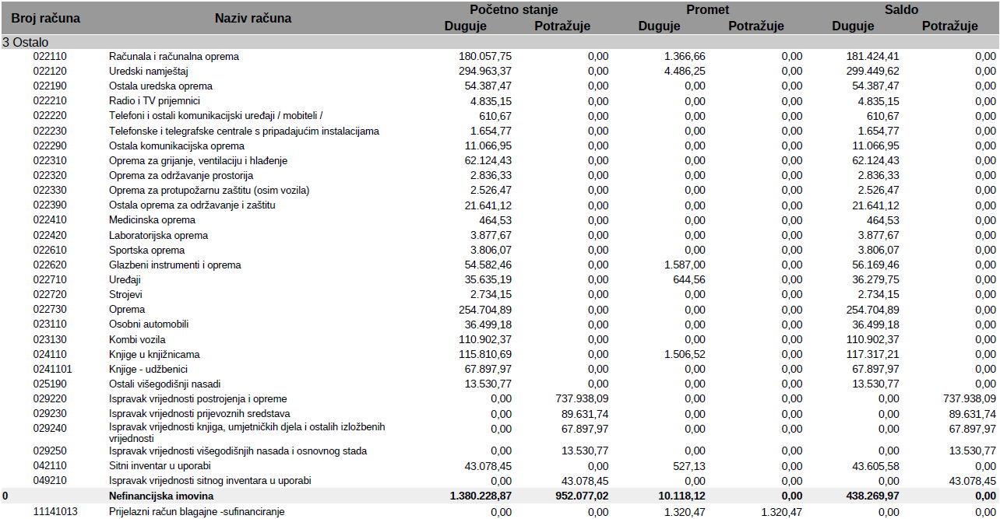 Broj računa Naziv računa Početno stanje Promet Saldo
Duguje Potražuje Duguje Potražuje Duguje Potražuje
3 Ostalo
022110 Računala i računalna oprema 180.057,75 0,00 1.366,66 0,00 181.424,41 0,00
022120 Uredski namještaj 294.963,37 0,00 4.486,25 0,00 299.449,62 0,00
022190 Ostala uredska oprema 54.387,47 0,00 0,00 0,00 54.387,47 0,00
022210 Radio i TV prijemnici 4.835,15 0,00 0,00 0,00 4.835,15 0,00
022220 Telefoni i ostali komunikacijski uređaji / mobiteli / 610,67 0,00 0,00 0,00 610,67 0,00
022230 Telefonske i telegrafske centrale s pripadajućim instalacijama 1.654,77 0,00 0,00 0,00 1.654,77 0,00
022290 Ostala komunikacijska oprema 11.066,95 0,00 0,00 0,00 11.066,95 0,00
022310 Oprema za grijanje, ventilaciju i hlađenje 62.124,43 0,00 0,00 0,00 62.124,43 0,00
022320 Oprema za održavanje prostorija 2.836,33 0,00 0,00 0,00 2.836,33 0,00
022330 Oprema za protupožarnu zaštitu (osim vozila) 2.526,47 0,00 0,00 0,00 2.526,47 0,00
022390 Ostala oprema za održavanje i zaštitu 21.641,12 0,00 0,00 0,00 21.641,12 0,00
022410 Medicinska oprema 464,53 0,00 0,00 0,00 464,53 0,00
022420 Laboratorijska oprema 3.877,67 0,00 0,00 0,00 3.877,67 0,00
022610 Sportska oprema 3.806,07 0,00 0,00 0,00 3.806,07 0,00
022620 Glazbeni instrumenti i oprema 54.582,46 0,00 1.587,00 0,00 56.169,46 0,00
022710 Uređaji 35.635,19 0,00 644,56 0,00 36.279,75 0,00
022720 Strojevi 2.734,15 0,00 0,00 0,00 2.734,15 0,00
022730 Oprema 254.704,89 0,00 0,00 0,00 254.704,89 0,00
023110 Osobni automobili 36.499,18 0,00 0,00 0,00 36.499,18 0,00
023130 Kombi vozila 110.902,37 0,00 0,00 0,00 110.902,37 0,00
024110 Knjige u knjižnicama 115.810,69 0,00 1.506,52 0,00 117.317,21 0,00
0241101 Knjige - udžbenici 67.897,97 0,00 0,00 0,00 67.897,97 0,00
025190 Ostali višegodišnji nasadi 13.530,77 0,00 0,00 0,00 13.530,77 0,00
029220 Ispravak vrijednosti postrojenja i opreme 0,00 737.938,09 0,00 0,00 0,00 737.938,09
029230 Ispravak vrijednosti prijevoznih sredstava 0,00 89.631,74 0,00 0,00 0,00 89.631,74
029240 Ispravak vrijednosti knjiga, umjetničkih djela i ostalih izložbenih 0,00 67.897,97 0,00 0,00 0,00 67.897,97
vrijednosti
029250 Ispravak vrijednosti višegodišnjih nasada i osnovnog stada 0,00 13.530,77 0,00 0,00 0,00 13.530,77
042110 Sitni inventar u uporabi 43.078,45 0,00 527,13 0,00 43.605,58 0,00
049210 Ispravak vrijednosti sitnog inventara u uporabi 0,00 43.078,45 0,00 0,00 0,00 43.078,45
0 Nefinancijska imovina 1.380.228,87 952.077,02 10.118,12 0,00 438.269,97 0,00
11141013 Prijelazni račun blagajne -sufinanciranje 0,00 0,00 1.320,47 1.320,47 0,00 0,00